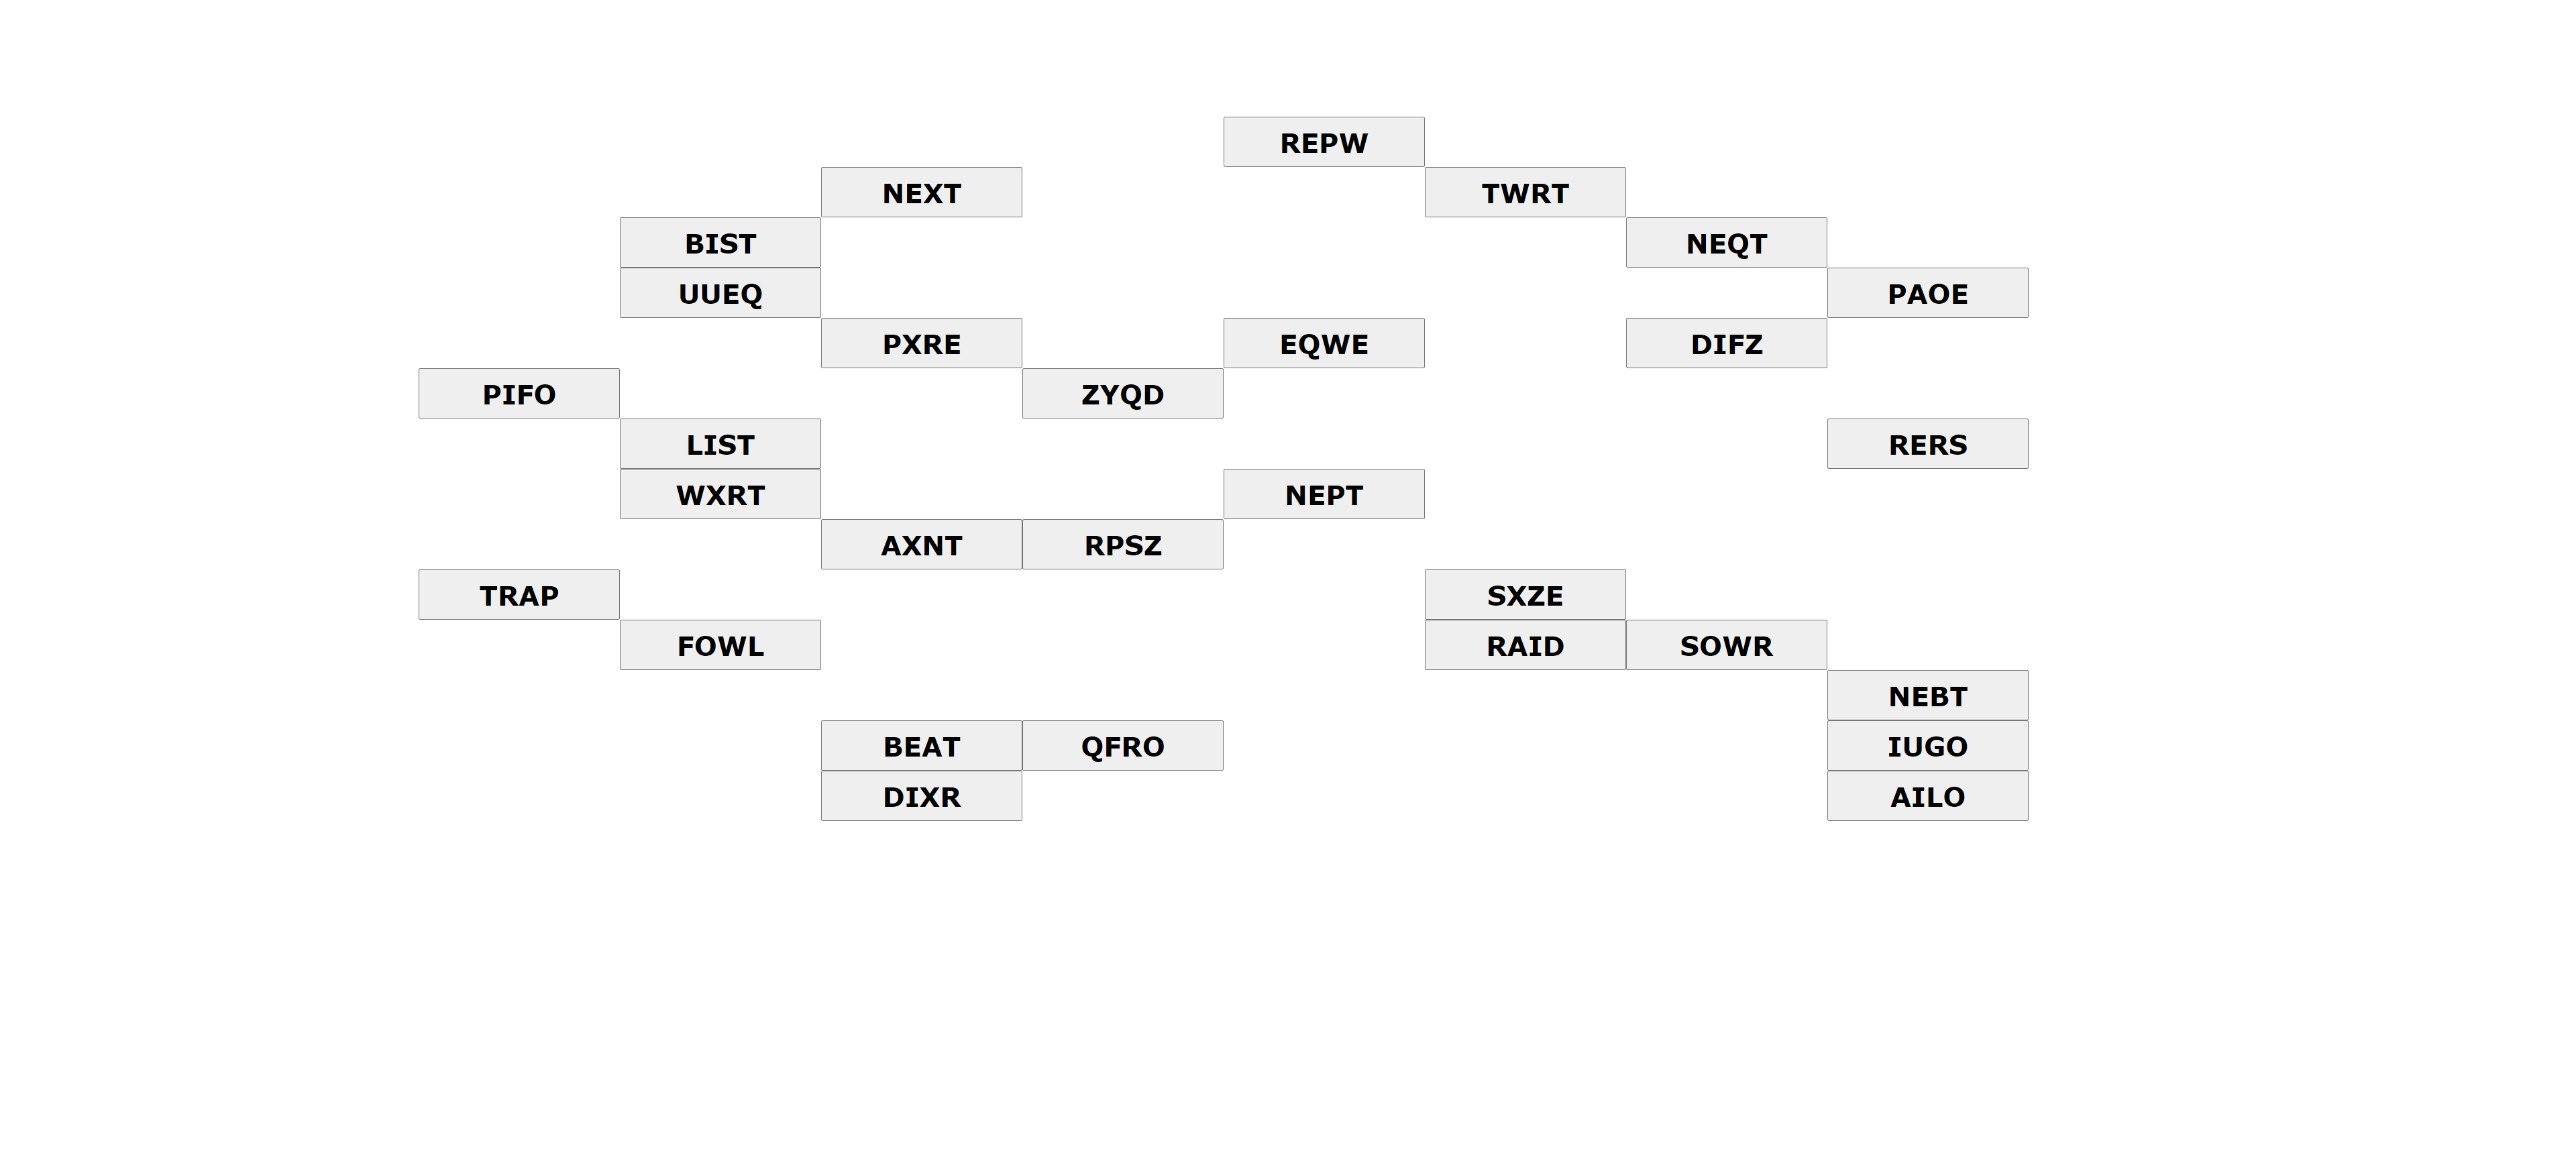 REPW
NEXT TWRT
BIST NEQT
UUEQ PAOE
PXRE EQWE DIFZ
PIFO ZYQD
LIST RERS
WXRT NEPT
AXNT RPSZ
TRAP SXZE
FOWL RAID SOWR
NEBT
BEAT QFRO IUGO
DIXR AILO